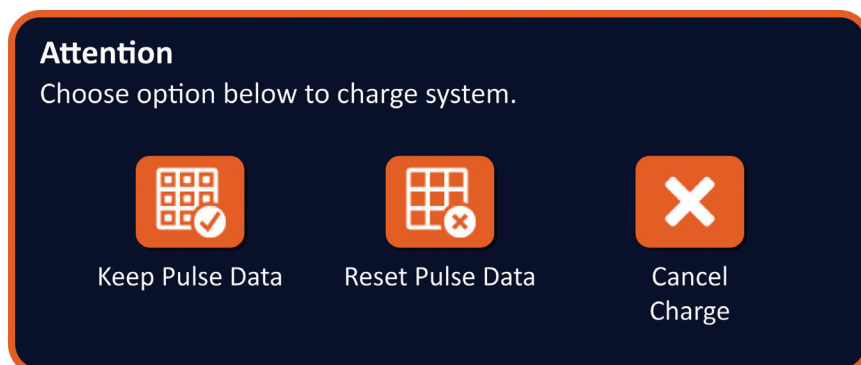 Attention
Choose option below to charge system.
Keep Pulse Data
Reset Pulse Data
Cancel
Charge